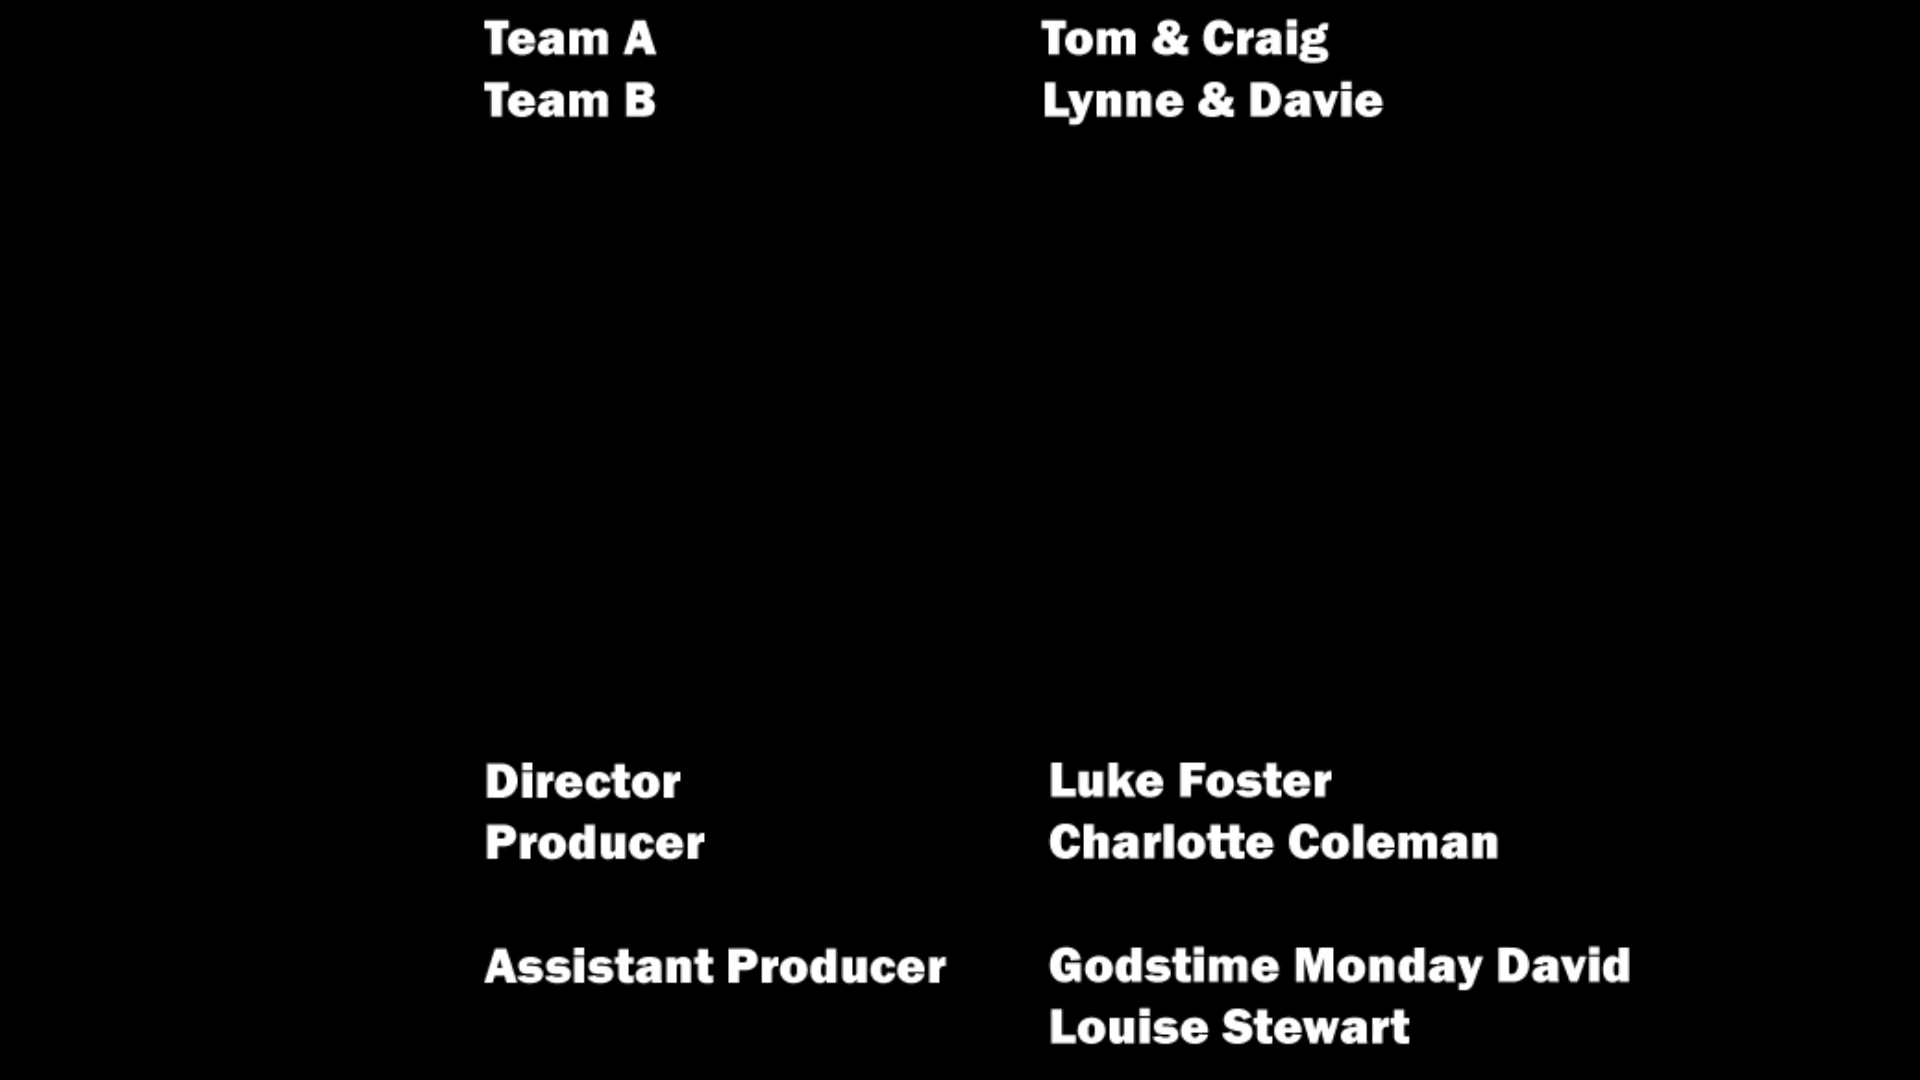 Team A Tom & Craig
Team B Lynne & Davie
Director Luke Foster
Producer Charlotte Coleman
Assistant Producer Godstime Monday David
Louise Stewart